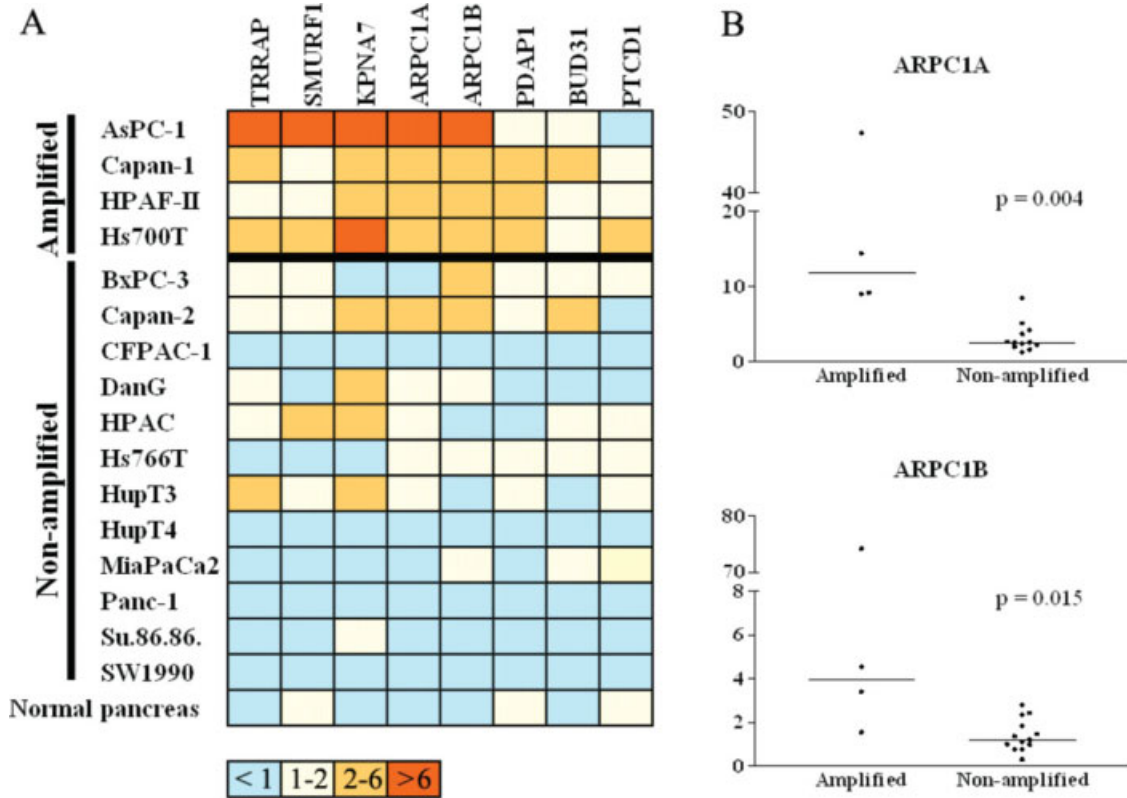 A
TRRAP SMURF1 KPNA7 ARPC1A ARPC1B PDAP1 BUD31 PTCD1
Amplified
AsPC-1
Capan-1
HPAF-II
Hs700T
Non-amplified
BxPC-3
Capan-2
CFPAC-1
DanG
HPAC
Hs766T
HupT3
HupT4
MiaPaCa2
Panc-1
Su.86.86.
SW1990
Normal pancreas
< 1 1-2 2-6 >6
B
ARPC1A
50
40
20
p = 0.004
10
0
Amplified Non-amplified
ARPC1B
80
70
8
p = 0.015
6
4
2
0
Amplified Non-amplified